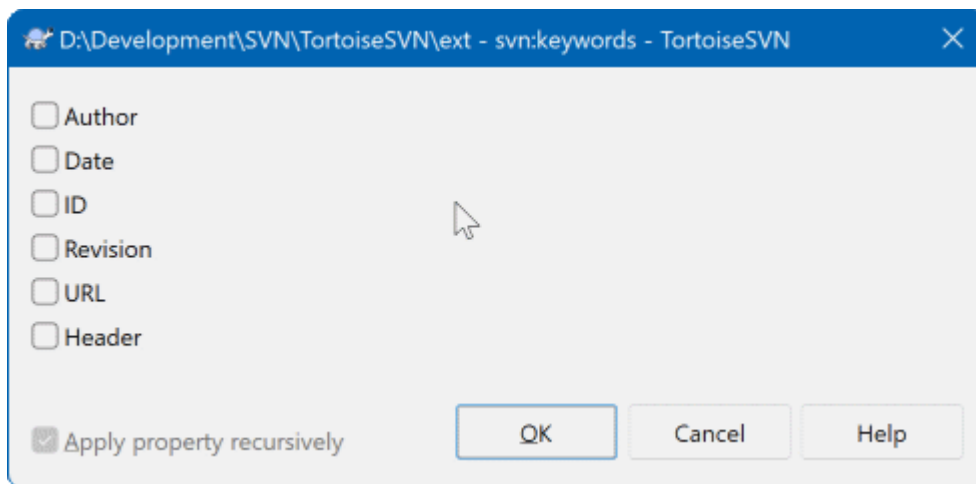 D:\Development\SVN\TortoiseSVN\ext - svn:keywords - TortoiseSVN
Author
Date
ID
Revision
URL
Header
Apply property recursively
OK
Cancel
Help